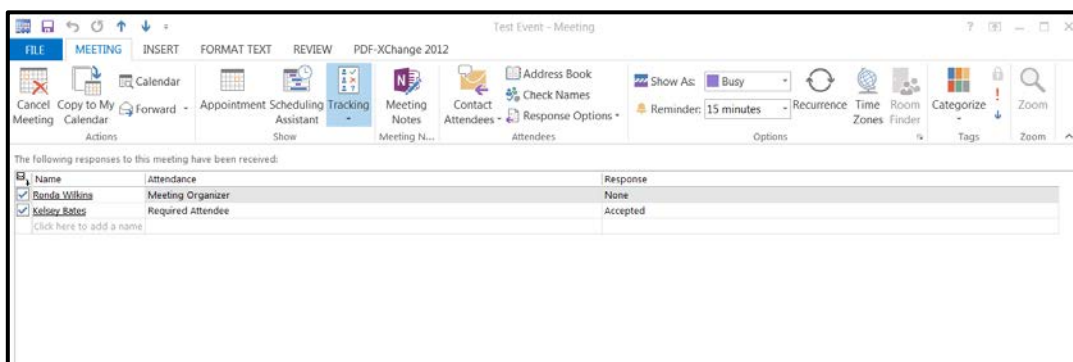 Test Event - Meeting
FILE MEETING INSERT FORMAT TEXT REVIEW PDF-XChange 2012
Cancel Meeting
Copy to My Calendar
Calendar
Forward
Actions
Appointment
Scheduling Assistant
Tracking
Show
Meeting Notes
Meeting N...
Contact Attendees
Address Book
Check Names
Response Options
Attendees
Show As: Busy
Reminder: 15 minutes
Recurrence
Time Zones
Room Finder
Options
Categorize
Tags
Zoom
Zoom
The following responses to this meeting have been received:
Name Attendance Response
Ronda Wilkins Meeting Organizer None
Kelsey Bates Required Attendee Accepted
Click here to add a name